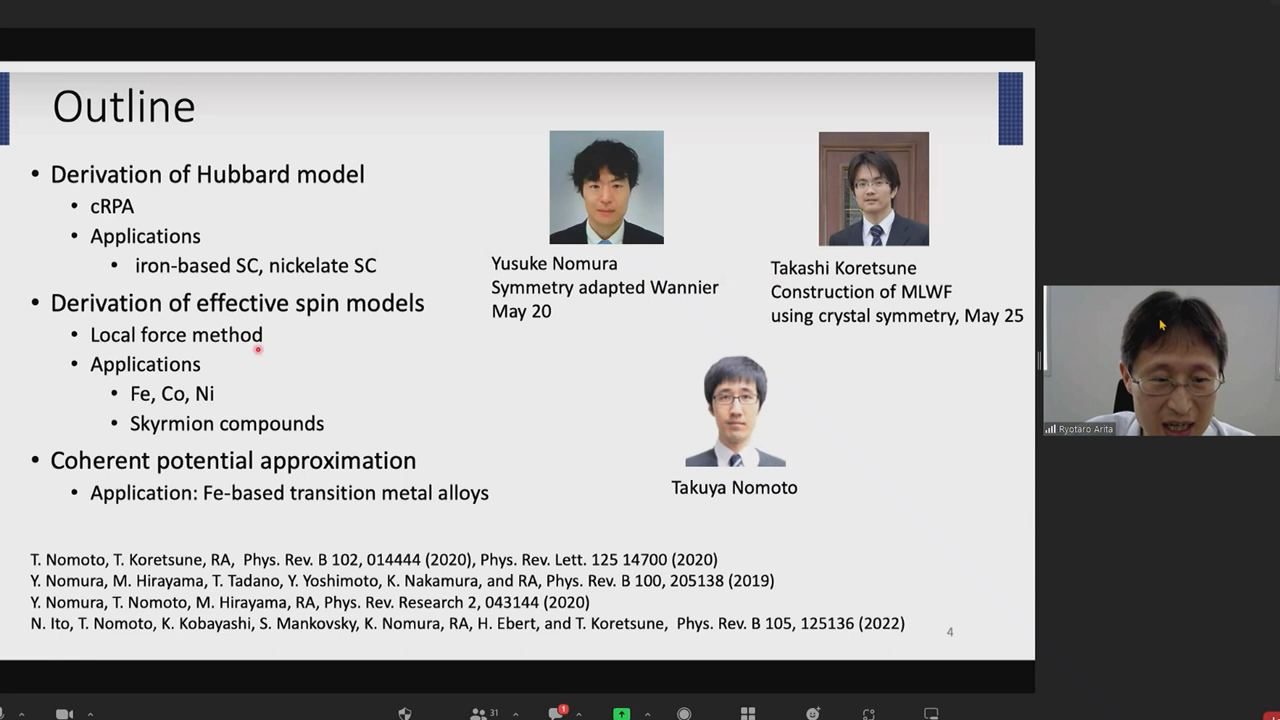 Outline
• Derivation of Hubbard model
• cRPA
• Applications
• iron-based SC, nickelate SC
• Derivation of effective spin models
• Local force method
• Applications
• Fe, Co, Ni
• Skyrmion compounds
• Coherent potential approximation
• Application: Fe-based transition metal alloys
Yusuke Nomura
Symmetry adapted Wannier
May 20
Takashi Koretsune
Construction of MLWF
using crystal symmetry, May 25
Takuya Nomoto
T. Nomoto, T. Koretsune, RA, Phys. Rev. B 102, 014444 (2020), Phys. Rev. Lett. 125 14700 (2020)
Y. Nomura, M. Hirayama, T. Tadano, Y. Yoshimoto, K. Nakamura, and RA, Phys. Rev. B 100, 205138 (2019)
Y. Nomura, T. Nomoto, M. Hirayama, RA, Phys. Rev. Research 2, 043144 (2020)
N. Ito, T. Nomoto, K. Kobayashi, S. Mankovsky, K. Nomura, RA, H. Ebert, and T. Koretsune, Phys. Rev. B 105, 125136 (2022)
4
Ryotaro Arita
31
1